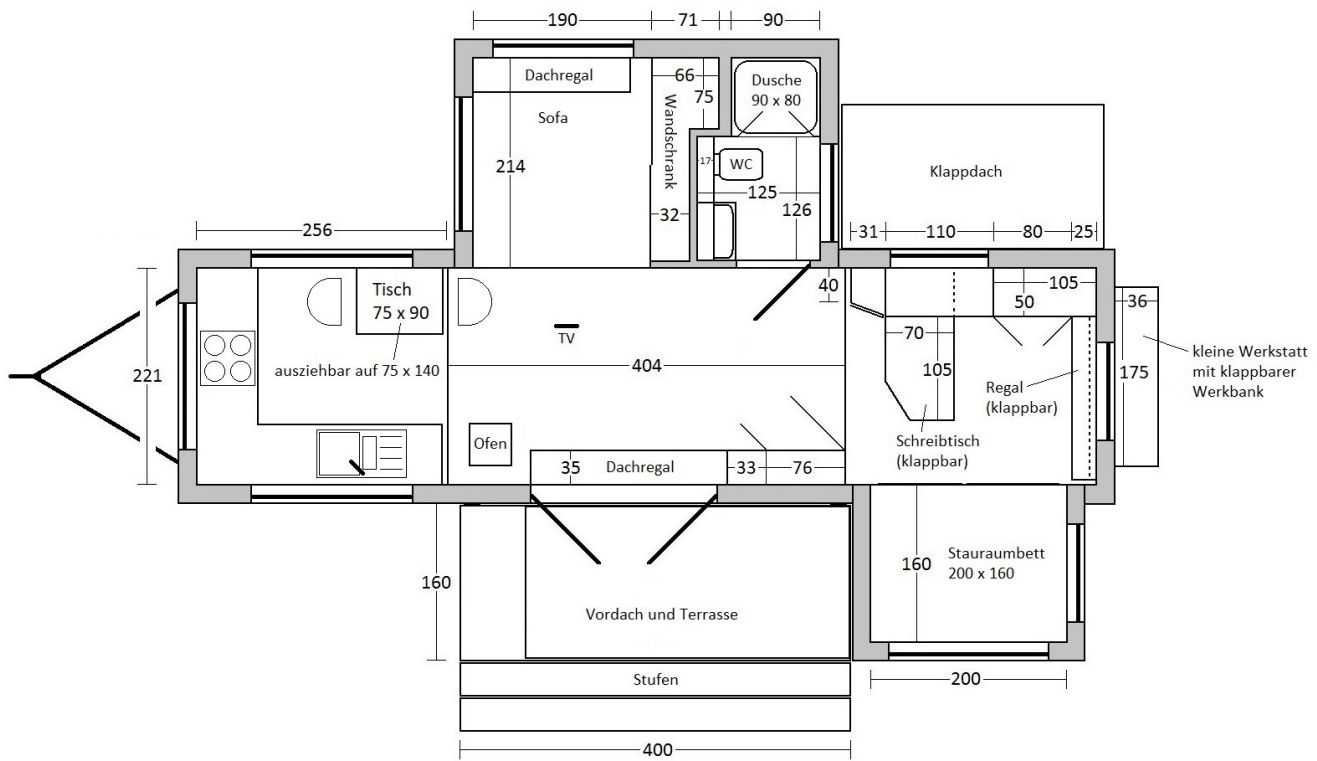 190
71
90
Dachregal
66
75
Dusche
90 x 80
Sofa
Wandschrank
214
17
WC
125
126
32
Klappdach
256
31
110
80
25
Tisch
75 x 90
40
105
50
36
TV
70
221
ausziehbar auf 75 x 140
404
105
175
kleine Werkstatt
mit klappbarer
Werkbank
Regal
(klappbar)
Ofen
Schreibtisch
(klappbar)
35
Dachregal
33
76
160
Vordach und Terrasse
160
Stauraumbett
200 x 160
Stufen
200
400